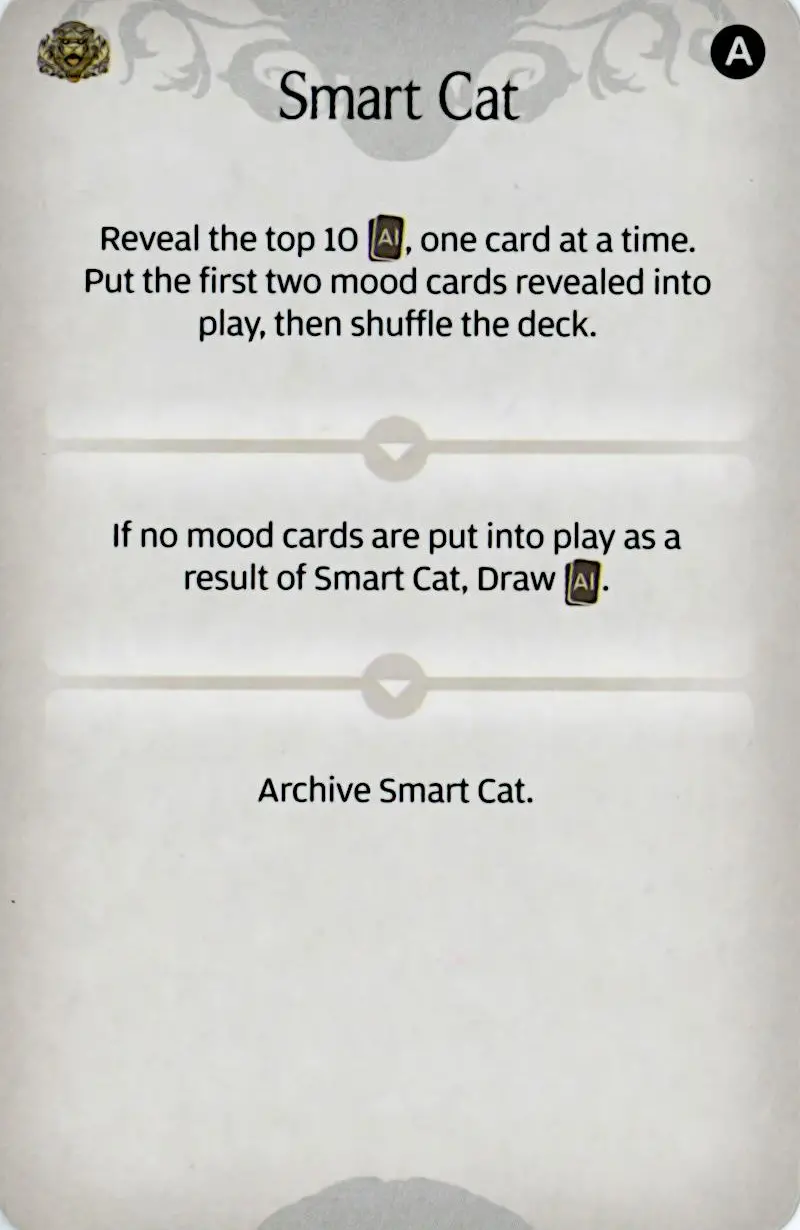 A
Smart Cat
Reveal the top 10 AI, one card at a time.
Put the first two mood cards revealed into
play, then shuffle the deck.
If no mood cards are put into play as a
result of Smart Cat, Draw AI.
Archive Smart Cat.